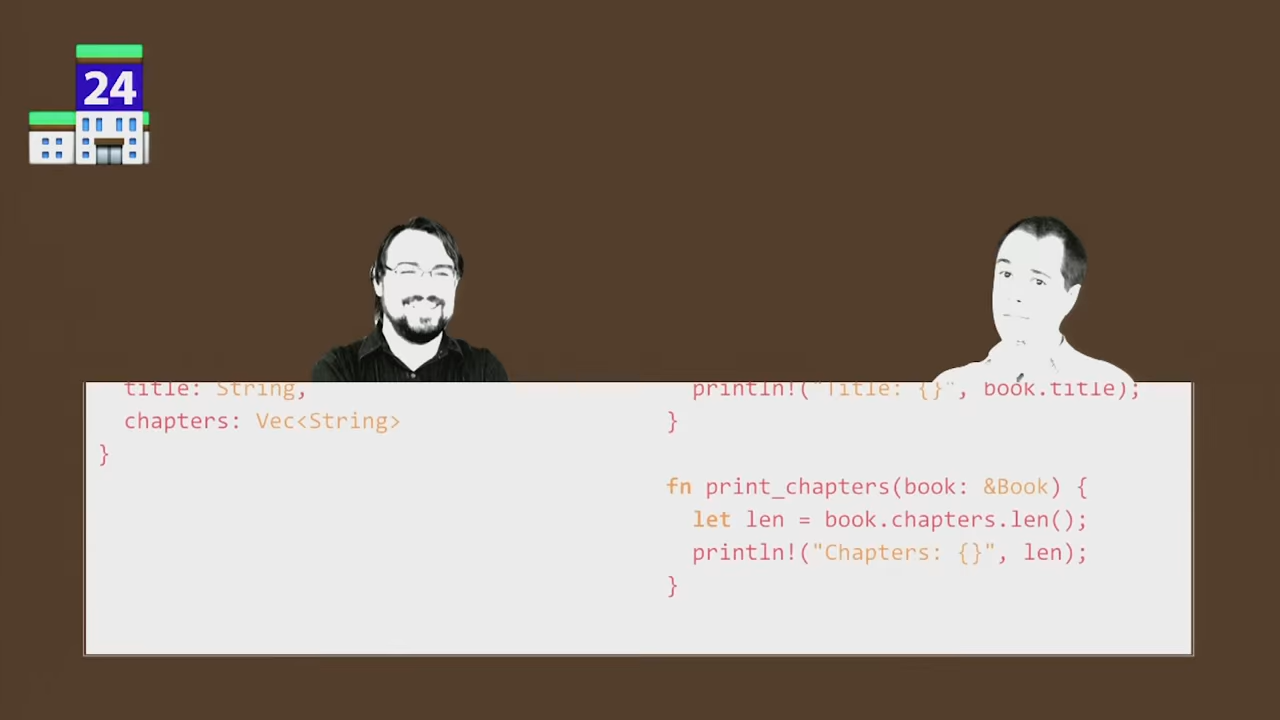 24
title: String,
chapters: Vec<String>
}
println!("Title: {}", book.title);
}
fn print_chapters(book: &Book) {
let len = book.chapters.len();
println!("Chapters: {}", len);
}